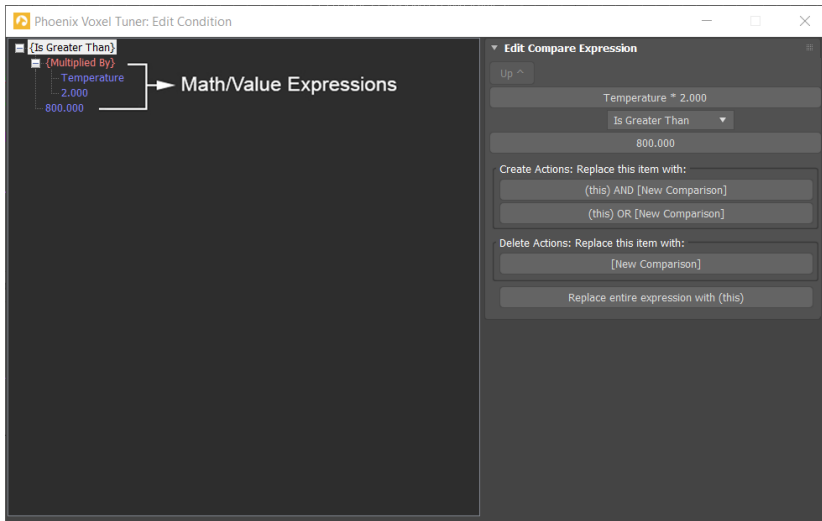 Phoenix Voxel Tuner: Edit Condition
{Is Greater Than}
{Multiplied By}
Temperature
2.000
800.000
Math/Value Expressions
Edit Compare Expression
Up ^
Temperature * 2.000
Is Greater Than
800.000
Create Actions: Replace this item with:
(this) AND [New Comparison]
(this) OR [New Comparison]
Delete Actions: Replace this item with:
[New Comparison]
Replace entire expression with (this)